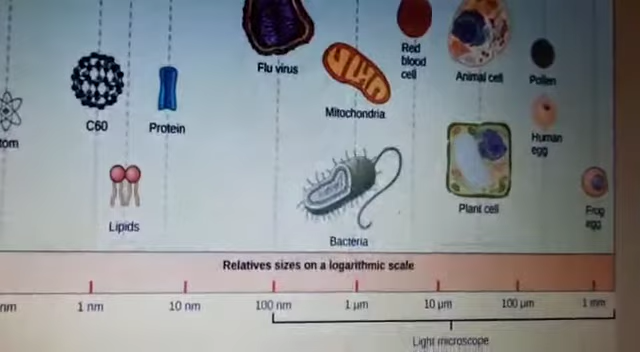 Flu virus
Red
blood
cell
Animal cell
Pollen
C60
Protein
Mitochondria
tom
Human
egg
Lipids
Plant cell
Frog
egg
Bacteria
Relatives sizes on a logarithmic scale
nm
1 nm
10 nm
100 nm
1 µm
10 µm
100 µm
1 mm
Light microscope